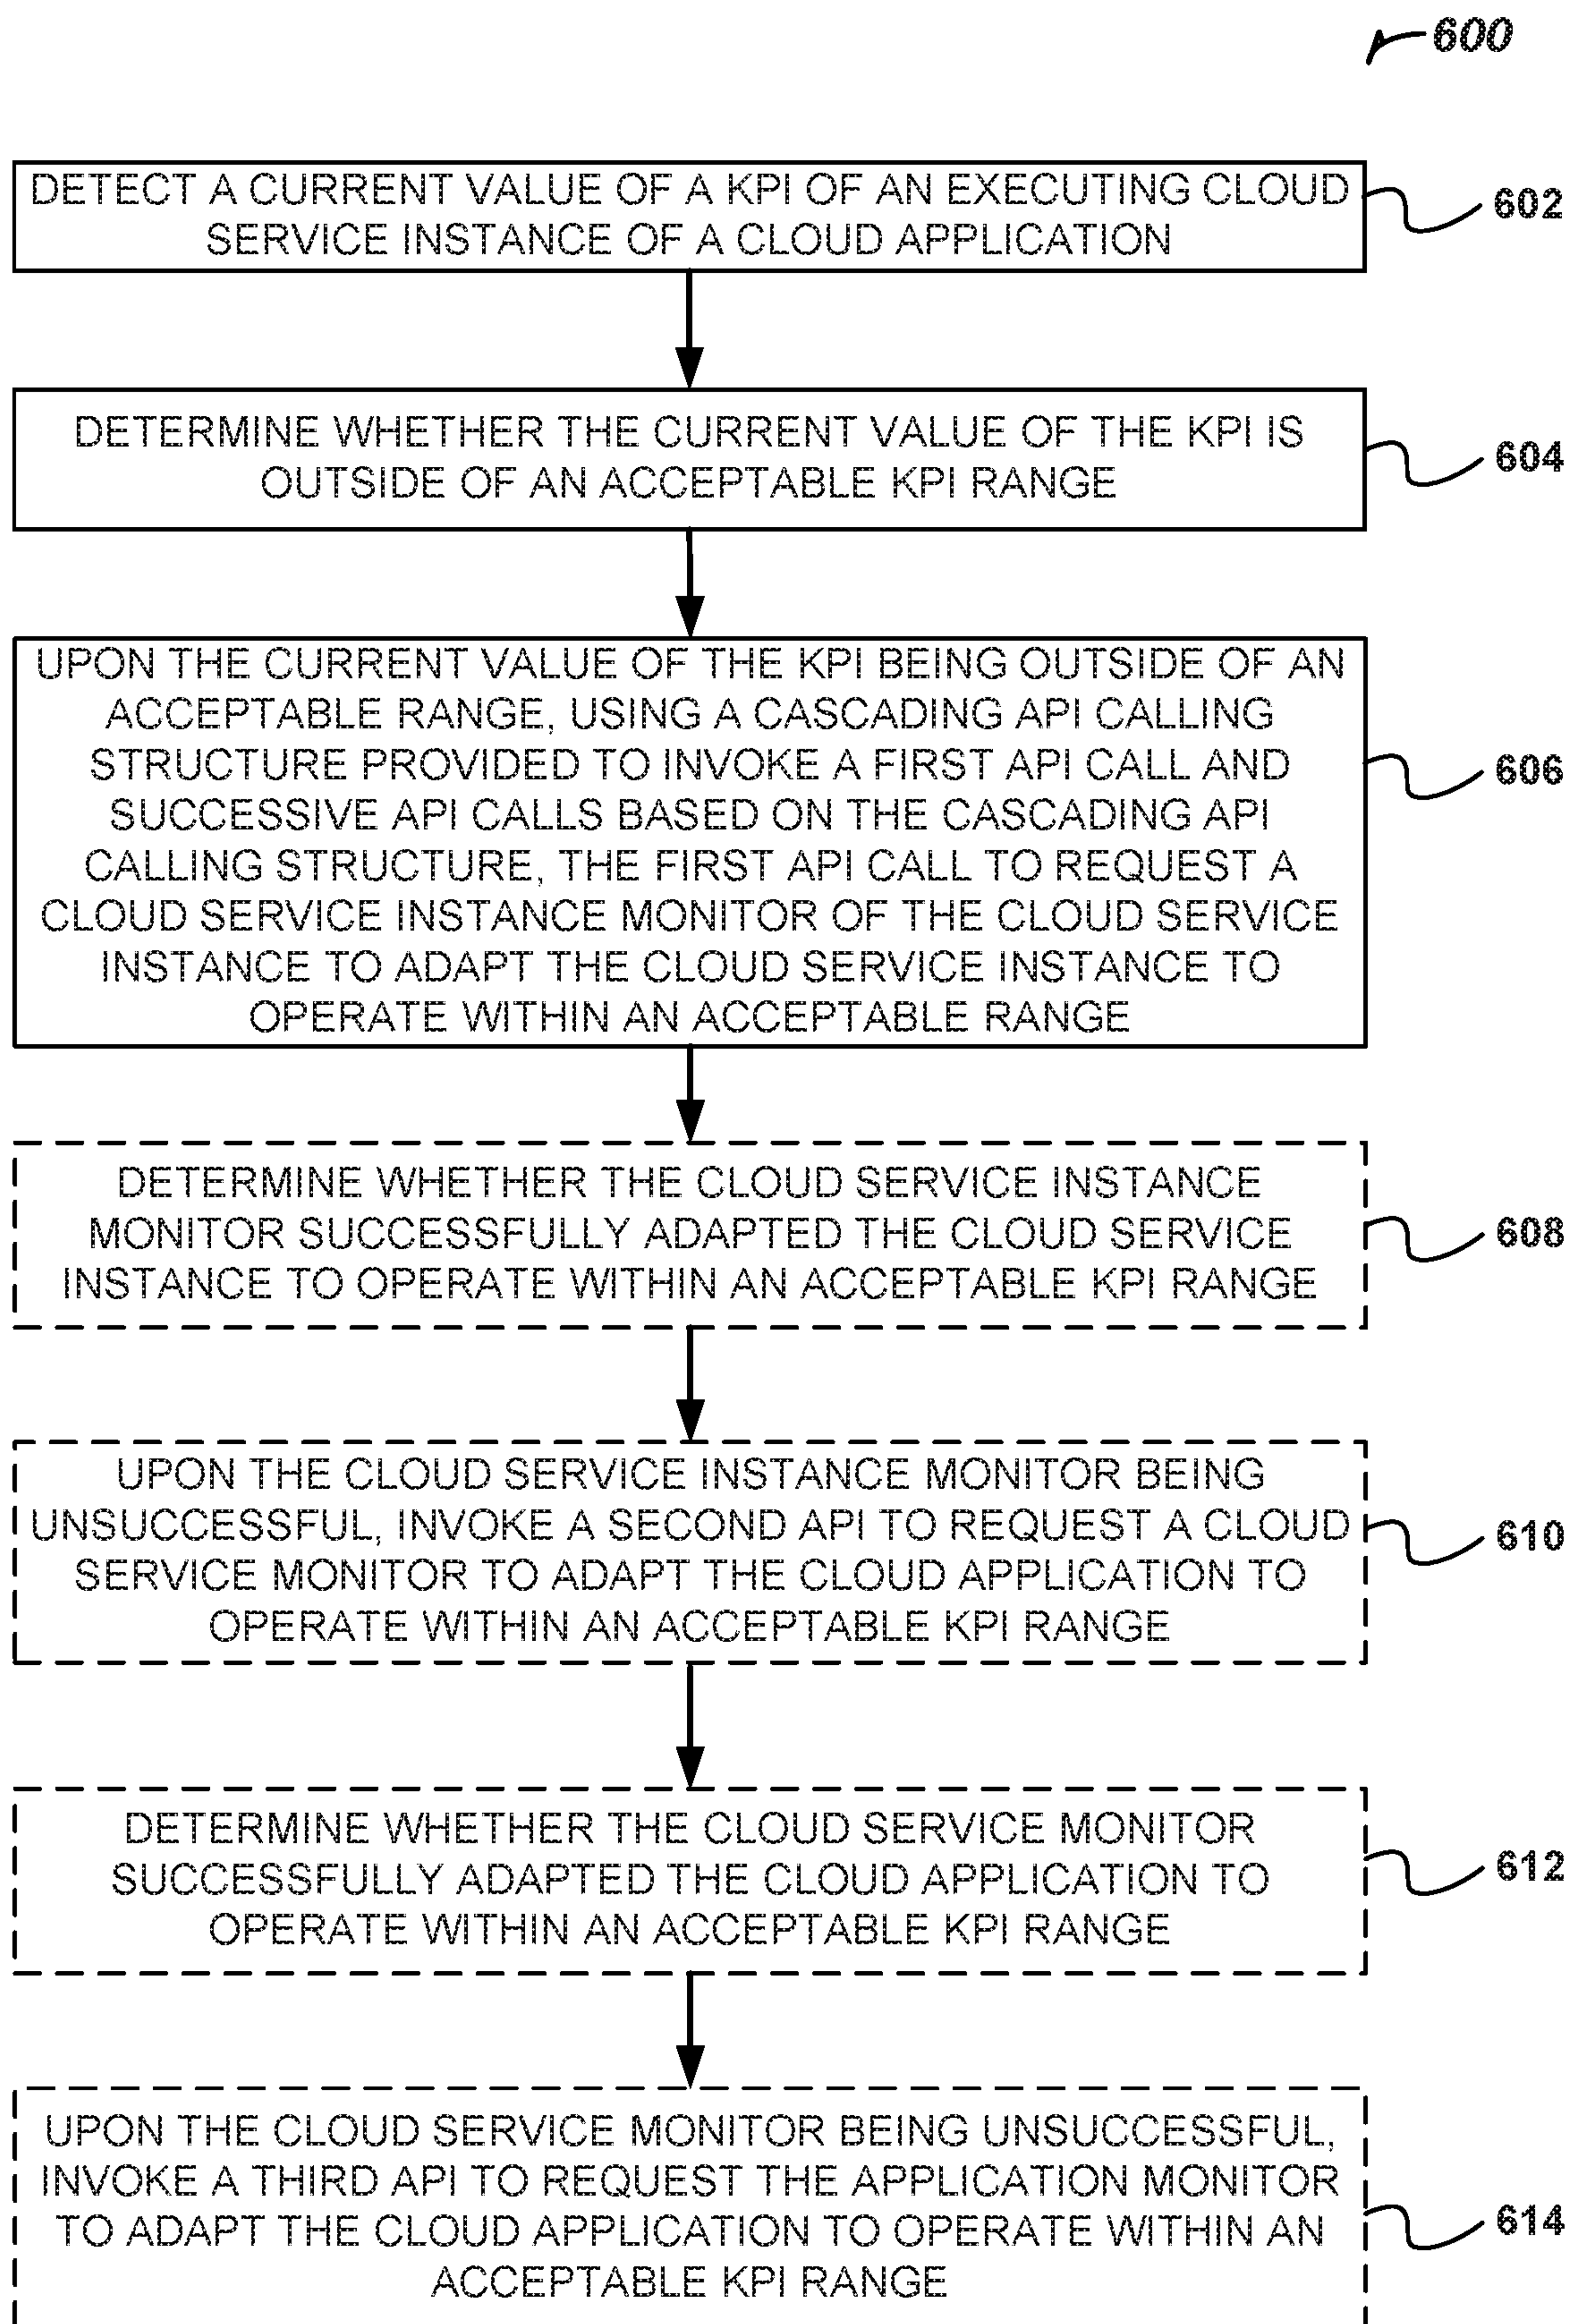 600
DETECT A CURRENT VALUE OF A KPI OF AN EXECUTING CLOUD
SERVICE INSTANCE OF A CLOUD APPLICATION
602
DETERMINE WHETHER THE CURRENT VALUE OF THE KPI IS
OUTSIDE OF AN ACCEPTABLE KPI RANGE
604
UPON THE CURRENT VALUE OF THE KPI BEING OUTSIDE OF AN
ACCEPTABLE RANGE, USING A CASCADING API CALLING
STRUCTURE PROVIDED TO INVOKE A FIRST API CALL AND
SUCCESSIVE API CALLS BASED ON THE CASCADING API
CALLING STRUCTURE, THE FIRST API CALL TO REQUEST A
CLOUD SERVICE INSTANCE MONITOR OF THE CLOUD SERVICE
INSTANCE TO ADAPT THE CLOUD SERVICE INSTANCE TO
OPERATE WITHIN AN ACCEPTABLE RANGE
606
DETERMINE WHETHER THE CLOUD SERVICE INSTANCE
MONITOR SUCCESSFULLY ADAPTED THE CLOUD SERVICE
INSTANCE TO OPERATE WITHIN AN ACCEPTABLE KPI RANGE
608
UPON THE CLOUD SERVICE INSTANCE MONITOR BEING
UNSUCCESSFUL, INVOKE A SECOND API TO REQUEST A CLOUD
SERVICE MONITOR TO ADAPT THE CLOUD APPLICATION TO
OPERATE WITHIN AN ACCEPTABLE KPI RANGE
610
DETERMINE WHETHER THE CLOUD SERVICE MONITOR
SUCCESSFULLY ADAPTED THE CLOUD APPLICATION TO
OPERATE WITHIN AN ACCEPTABLE KPI RANGE
612
UPON THE CLOUD SERVICE MONITOR BEING UNSUCCESSFUL,
INVOKE A THIRD API TO REQUEST THE APPLICATION MONITOR
TO ADAPT THE CLOUD APPLICATION TO OPERATE WITHIN AN
ACCEPTABLE KPI RANGE
614